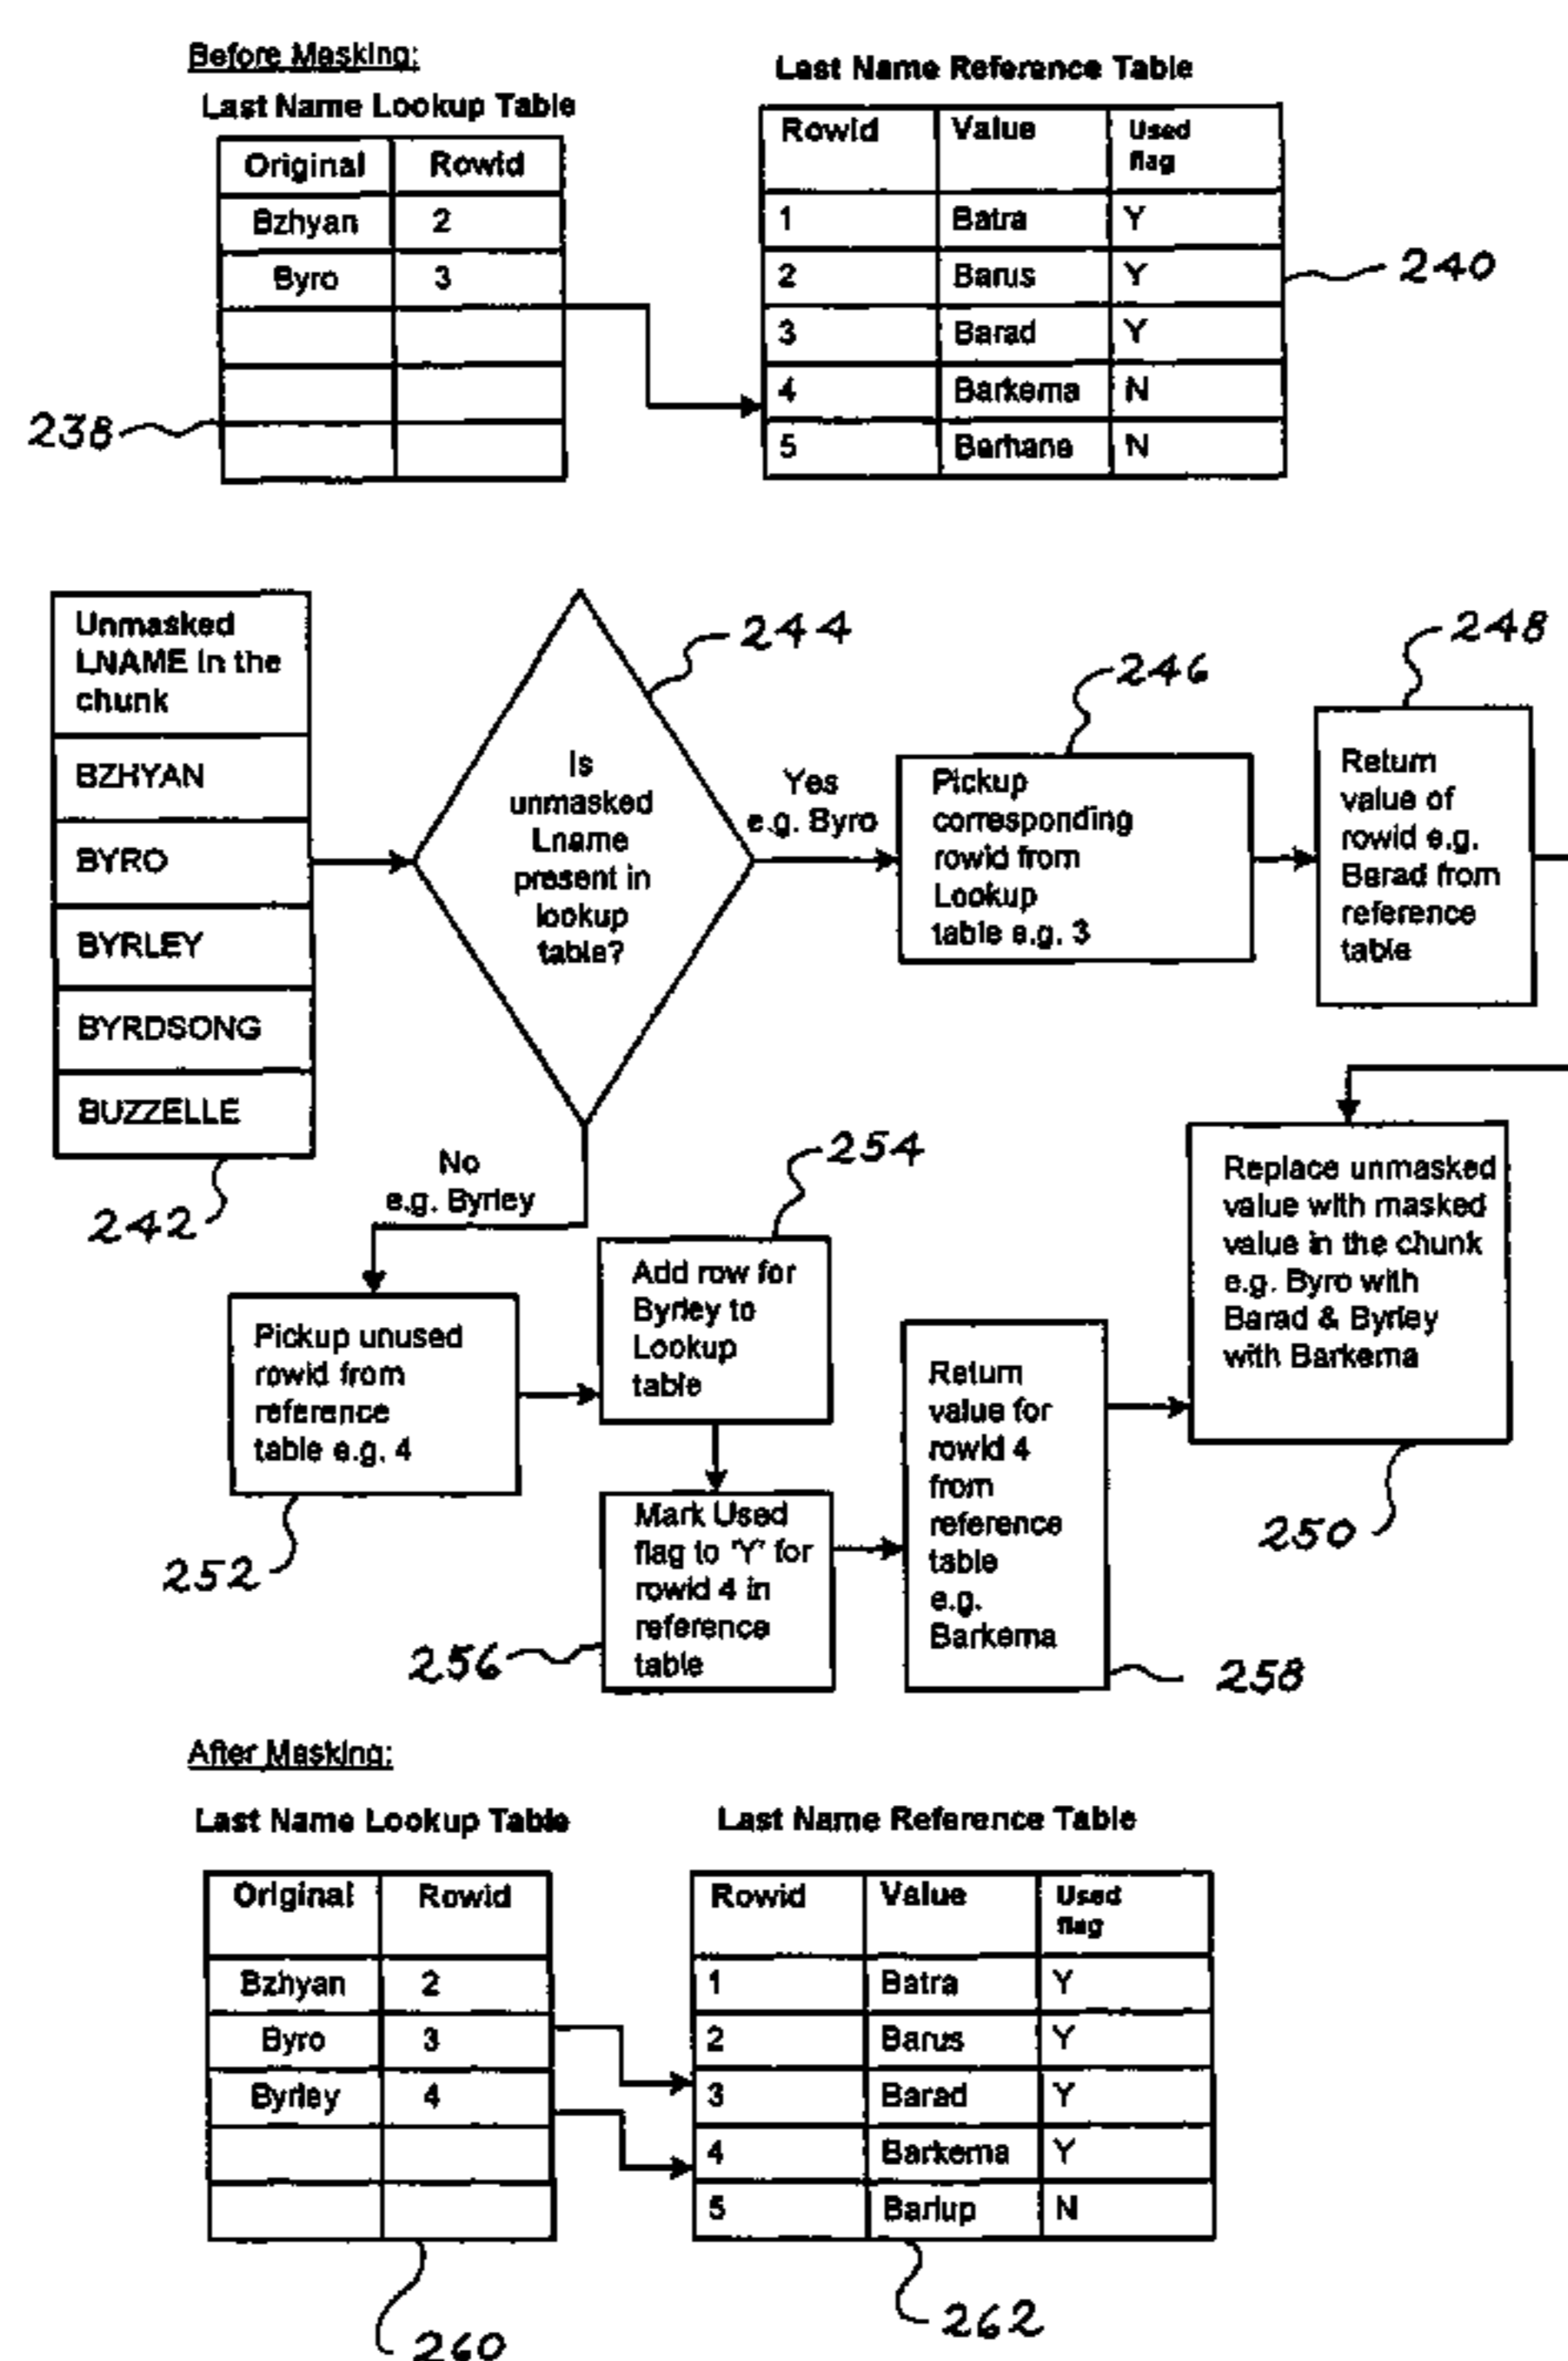 Before Masking:
Last Name Lookup Table
Original Rowid
Bzhyan 2
Byro 3
238
Last Name Reference Table
Rowid Value Used flag
1 Batra Y
2 Barus Y
3 Barad Y
4 Barkema N
5 Berhane N
240
Unmasked
LNAME in the
chunk
BZHYAN
BYRO
BYRLEY
BYRDSONG
BUZZELLE
242
Is
unmasked
Lname
present in
lookup
table?
244
Yes
e.g. Byro
Pickup
corresponding
rowid from
Lookup
table e.g. 3
246
Return
value of
rowid e.g.
Barad from
reference
table
248
No
e.g. Byrley
Pickup unused
rowid from
reference
table e.g. 4
252
Add row for
Byrley to
Lookup
table
254
Mark Used
flag to 'Y' for
rowid 4 in
reference
table
256
Return
value for
rowid 4
from
reference
table
e.g.
Barkema
258
Replace unmasked
value with masked
value in the chunk
e.g. Byro with
Barad & Byrley
with Barkema
250
After Masking:
Last Name Lookup Table
Original Rowid
Bzhyan 2
Byro 3
Byrley 4
260
Last Name Reference Table
Rowid Value Used flag
1 Batra Y
2 Barus Y
3 Barad Y
4 Barkema Y
5 Barlup N
262